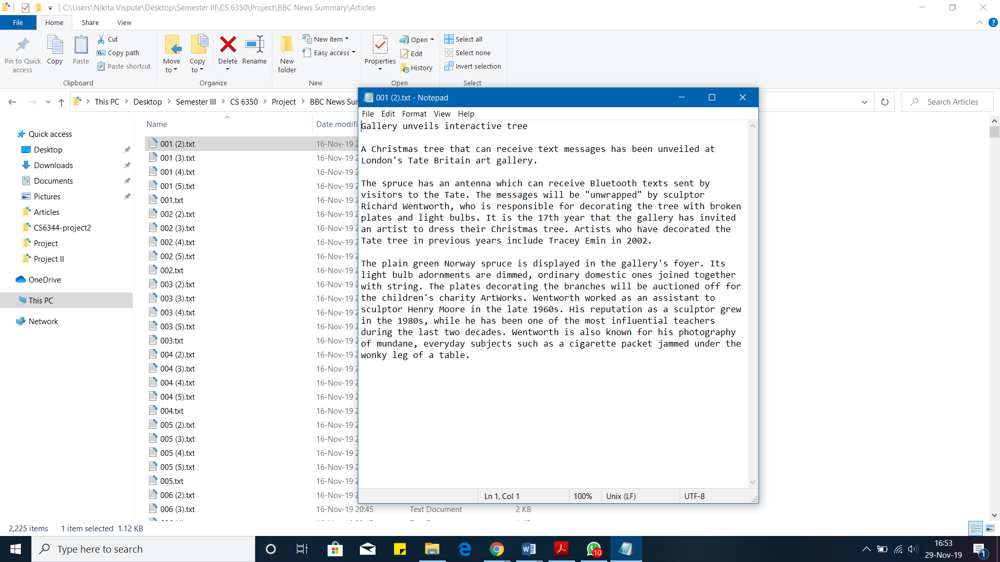 C:\Users\Nikita Vispute\Desktop\Semester III\CS 6350\Project\BBC News Summary\Articles
File Home Share View
Pin to Quick access
Copy
Paste
Cut
Copy path
Paste shortcut
Clipboard
Move to
Copy to
Delete
Rename
Organize
New folder
New item
Easy access
New
Properties
Open
Edit
History
Open
Select all
Select none
Invert selection
Select
This PC Desktop Semester III CS 6350 Project BBC News Sur
Search Articles
Name Date modifi
Quick access
Desktop
Downloads
Documents
Pictures
Articles
CS6344-project2
Project
Project II
OneDrive
This PC
Network
001 (2).txt 16-Nov-19 2
001 (3).txt 16-Nov-19 2
001 (4).txt 16-Nov-19 2
001 (5).txt 16-Nov-19 2
001.txt 16-Nov-19 2
002 (2).txt 16-Nov-19 2
002 (3).txt 16-Nov-19 2
002 (4).txt 16-Nov-19 2
002 (5).txt 16-Nov-19 2
002.txt 16-Nov-19 2
003 (2).txt 16-Nov-19 2
003 (3).txt 16-Nov-19 2
003 (4).txt 16-Nov-19 2
003 (5).txt 16-Nov-19 2
003.txt 16-Nov-19 2
004 (2).txt 16-Nov-19 2
004 (3).txt 16-Nov-19 2
004 (4).txt 16-Nov-19 2
004 (5).txt 16-Nov-19 2
004.txt 16-Nov-19 2
005 (2).txt 16-Nov-19 2
005 (3).txt 16-Nov-19 2
005 (4).txt 16-Nov-19 2
005 (5).txt 16-Nov-19 2
005.txt 16-Nov-19 2
006 (2).txt 16-Nov-19 2
006 (3).txt 16-Nov-19 20:45 Text Document 2 KB
001 (2).txt - Notepad
File Edit Format View Help
Gallery unveils interactive tree
A Christmas tree that can receive text messages has been unveiled at
London's Tate Britain art gallery.
The spruce has an antenna which can receive Bluetooth texts sent by
visitors to the Tate. The messages will be "unwrapped" by sculptor
Richard Wentworth, who is responsible for decorating the tree with broken
plates and light bulbs. It is the 17th year that the gallery has invited
an artist to dress their Christmas tree. Artists who have decorated the
Tate tree in previous years include Tracey Emin in 2002.
The plain green Norway spruce is displayed in the gallery's foyer. Its
light bulb adornments are dimmed, ordinary domestic ones joined together
with string. The plates decorating the branches will be auctioned off for
the children's charity ArtWorks. Wentworth worked as an assistant to
sculptor Henry Moore in the late 1960s. His reputation as a sculptor grew
in the 1980s, while he has been one of the most influential teachers
during the last two decades. Wentworth is also known for his photography
of mundane, everyday subjects such as a cigarette packet jammed under the
wonky leg of a table.
Ln 1, Col 1 100% Unix (LF) UTF-8
2,225 items 1 item selected 1.12 KB
Type here to search
10
16:53
29-Nov-19
1